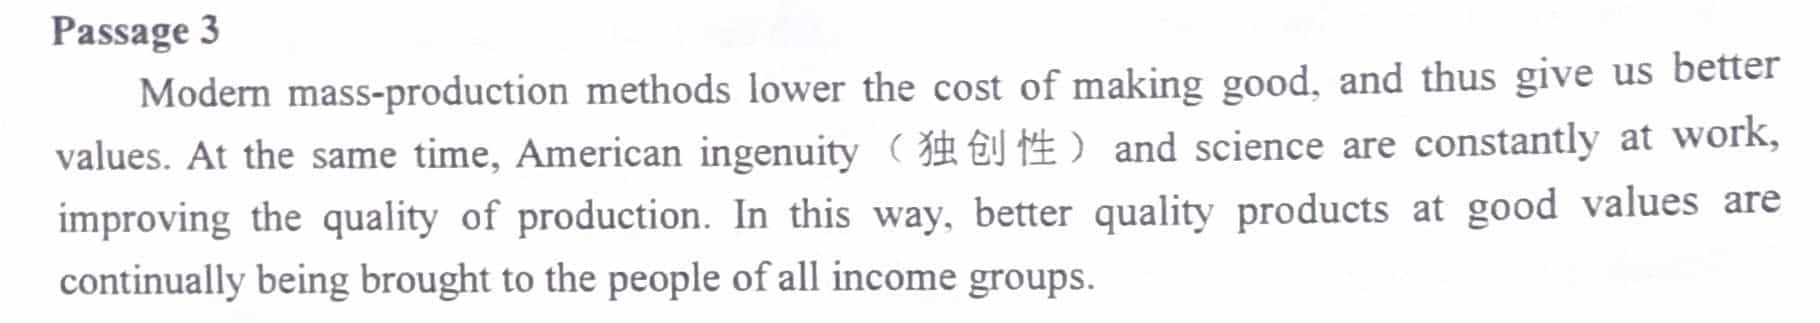 Passage 3
Modern mass-production methods lower the cost of making good, and thus give us better
values. At the same time, American ingenuity （独创性） and science are constantly at work,
improving the quality of production. In this way, better quality products at good values are
continually being brought to the people of all income groups.